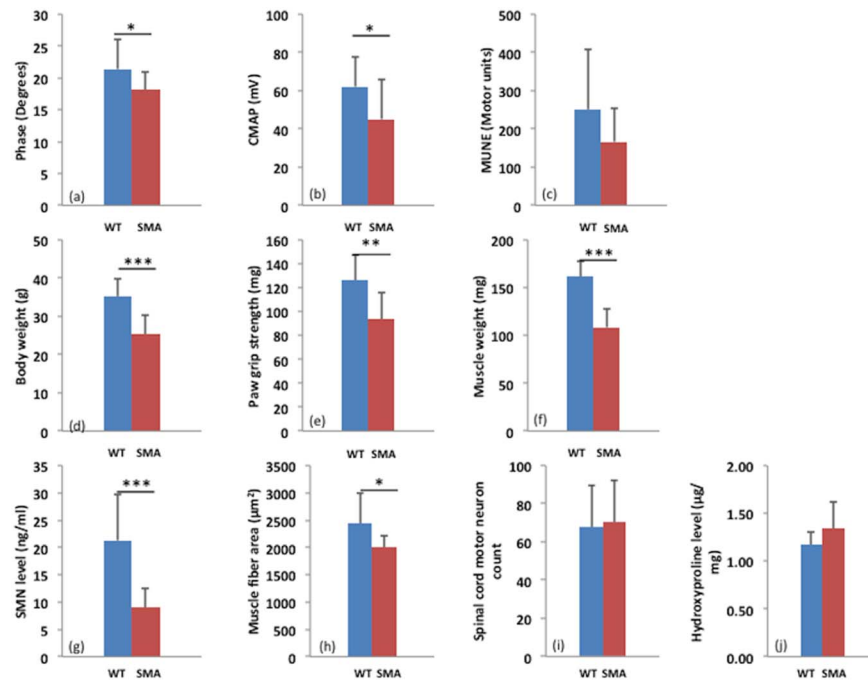 Phase (Degrees)
30
25
20
15
10
5
0
*
(a)
WT SMA
CMAP (mV)
100
80
60
40
20
0
*
(b)
WT SMA
MUNE (Motor units)
500
400
300
200
100
0
(c)
WT SMA
Body weight (g)
50
40
30
20
10
0
***
(d)
WT SMA
Paw grip strength (mg)
160
140
120
100
80
60
40
20
0
**
(e)
WT SMA
Muscle weight (mg)
200
150
100
50
0
***
(f)
WT SMA
SMN level (ng/ml)
35
30
25
20
15
10
5
0
***
(g)
WT SMA
Muscle fiber area (µm²)
3500
3000
2500
2000
1500
1000
500
0
*
(h)
WT SMA
Spinal cord motor neuron
count
100
80
60
40
20
0
(i)
WT SMA
Hydroxyproline level (µg/
mg)
2.00
1.50
1.00
0.50
0.00
(j)
WT SMA